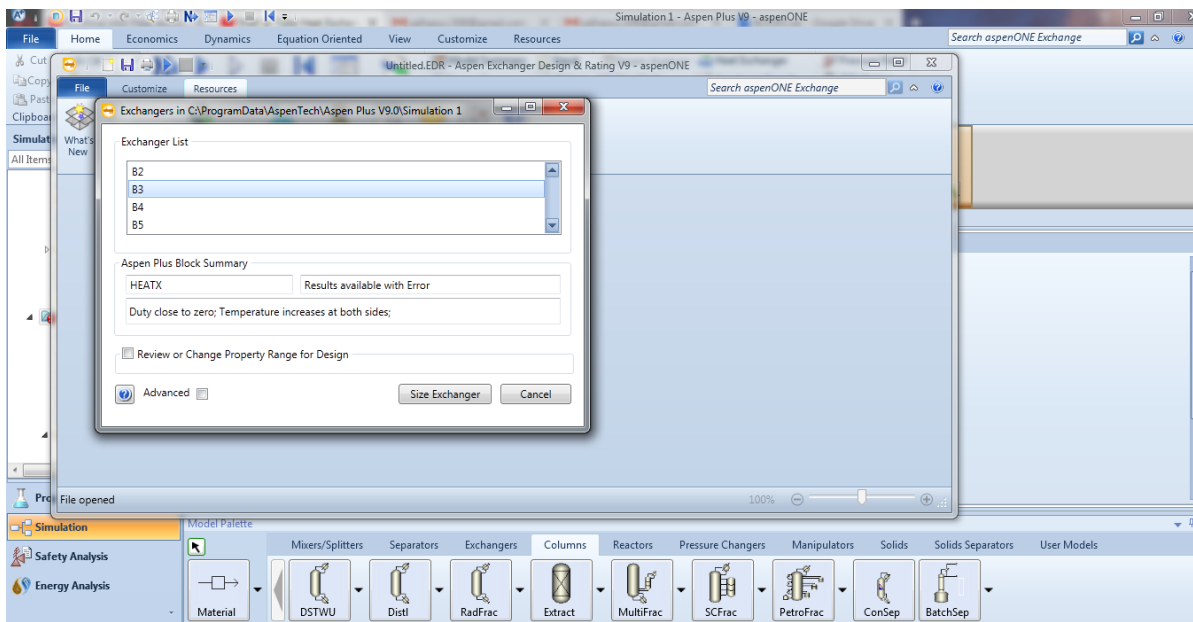 Simulation 1 - Aspen Plus V9 - aspenONE
File Home Economics Dynamics Equation Oriented View Customize Resources Search aspenONE Exchange
Cut
Copy
Past
Clipboa
Untitled.EDR - Aspen Exchanger Design & Rating V9 - aspenONE
File Customize Resources Search aspenONE Exchange
What's
New
Simulat
All Items
Exchangers in C:\ProgramData\AspenTech\Aspen Plus V9.0\Simulation 1
Exchanger List
B2
B3
B4
B5
Aspen Plus Block Summary
HEATX Results available with Error
Duty close to zero; Temperature increases at both sides;
Review or Change Property Range for Design
Advanced Size Exchanger Cancel
File opened 100%
Pro
Simulation
Safety Analysis
Energy Analysis
Model Palette
Mixers/Splitters Separators Exchangers Columns Reactors Pressure Changers Manipulators Solids Solids Separators User Models
Material DSTWU Distl RadFrac Extract MultiFrac SCFrac PetroFrac ConSep BatchSep